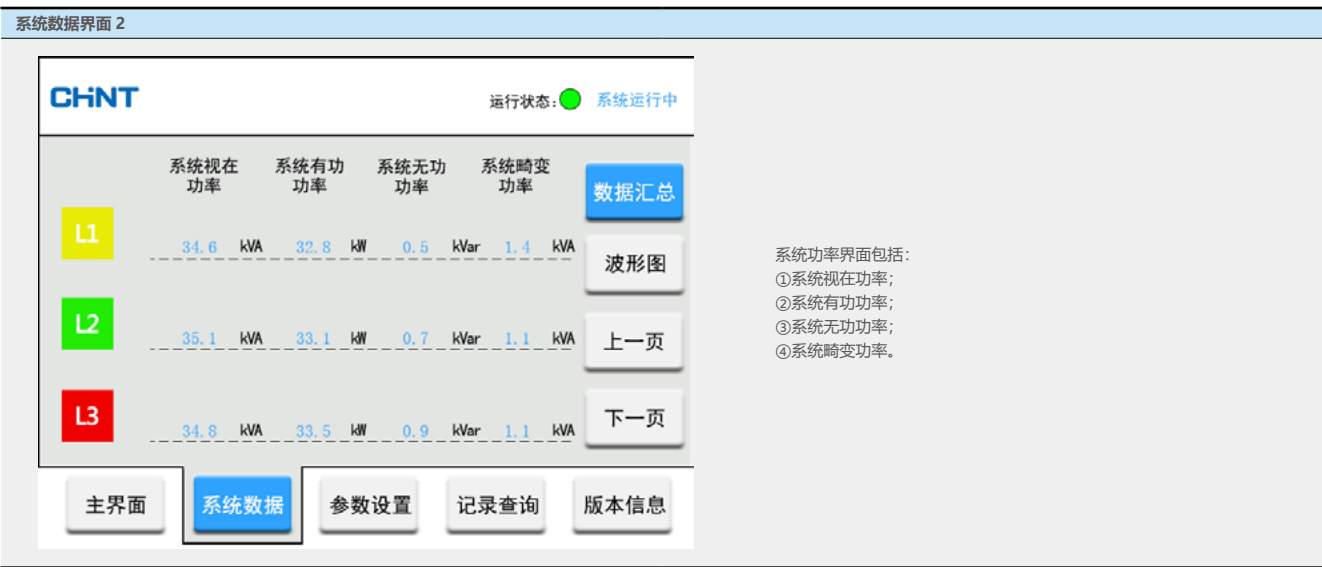 系统数据界面 2
CHNT
运行状态: 系统运行中
系统视在 系统有功 系统无功 系统畸变
功率 功率 功率 功率
数据汇总
L1
34.6 kVA 32.8 kW 0.5 kVar 1.4 kVA
波形图
L2
35.1 kVA 33.1 kW 0.7 kVar 1.1 kVA
上一页
L3
34.8 kVA 33.5 kW 0.9 kVar 1.1 kVA
下一页
主界面 系统数据 参数设置 记录查询 版本信息
系统功率界面包括：
①系统视在功率；
②系统有功功率；
③系统无功功率；
④系统畸变功率。